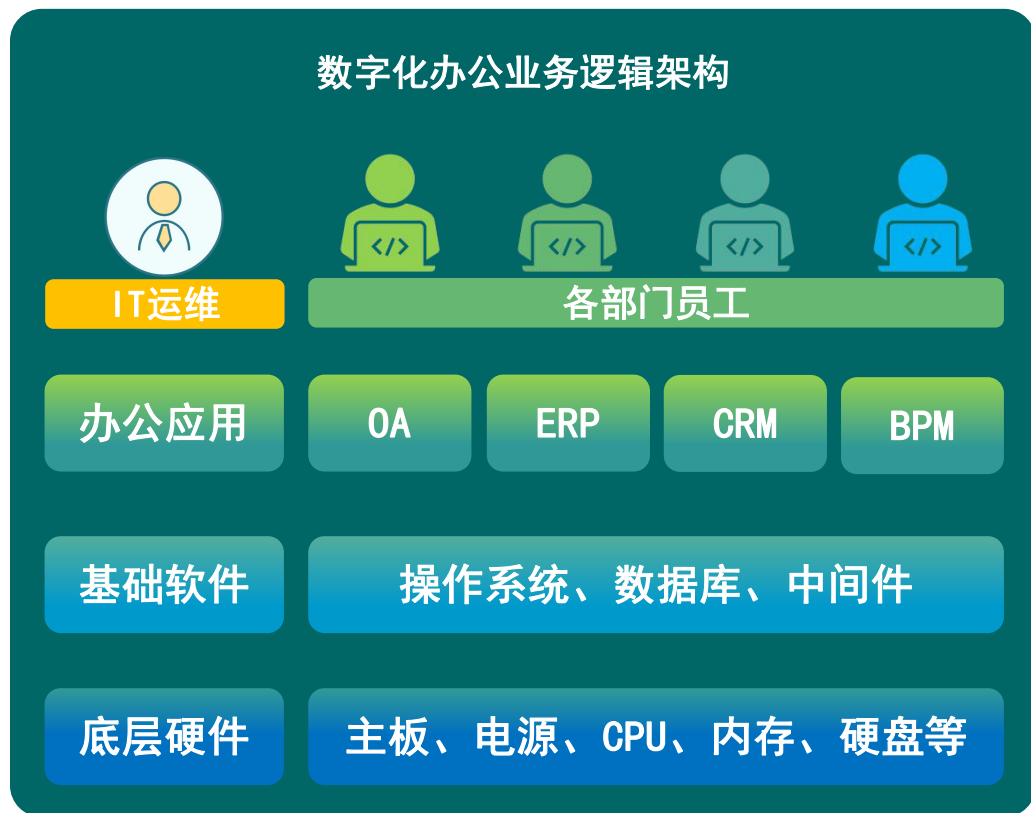 数字化办公业务逻辑架构
</>
</>
</>
</>
IT运维
各部门员工
办公应用
OA
ERP
CRM
BPM
基础软件
操作系统、数据库、中间件
底层硬件
主板、电源、CPU、内存、硬盘等